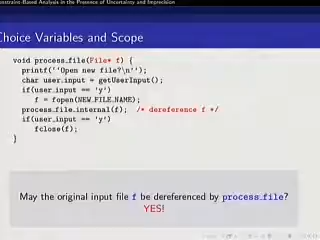 onstraint-Based Analysis in the Presence of Uncertainty and Imprecision
Choice Variables and Scope
void process_file(File* f) {
printf(''Open new file?\n'');
char user_input = getUserInput();
if(user_input == 'y')
f = fopen(NEW_FILE_NAME);
process_file_internal(f); /* dereference f */
if(user_input == 'y')
fclose(f);
}
May the original input file f be dereferenced by process_file?
YES!